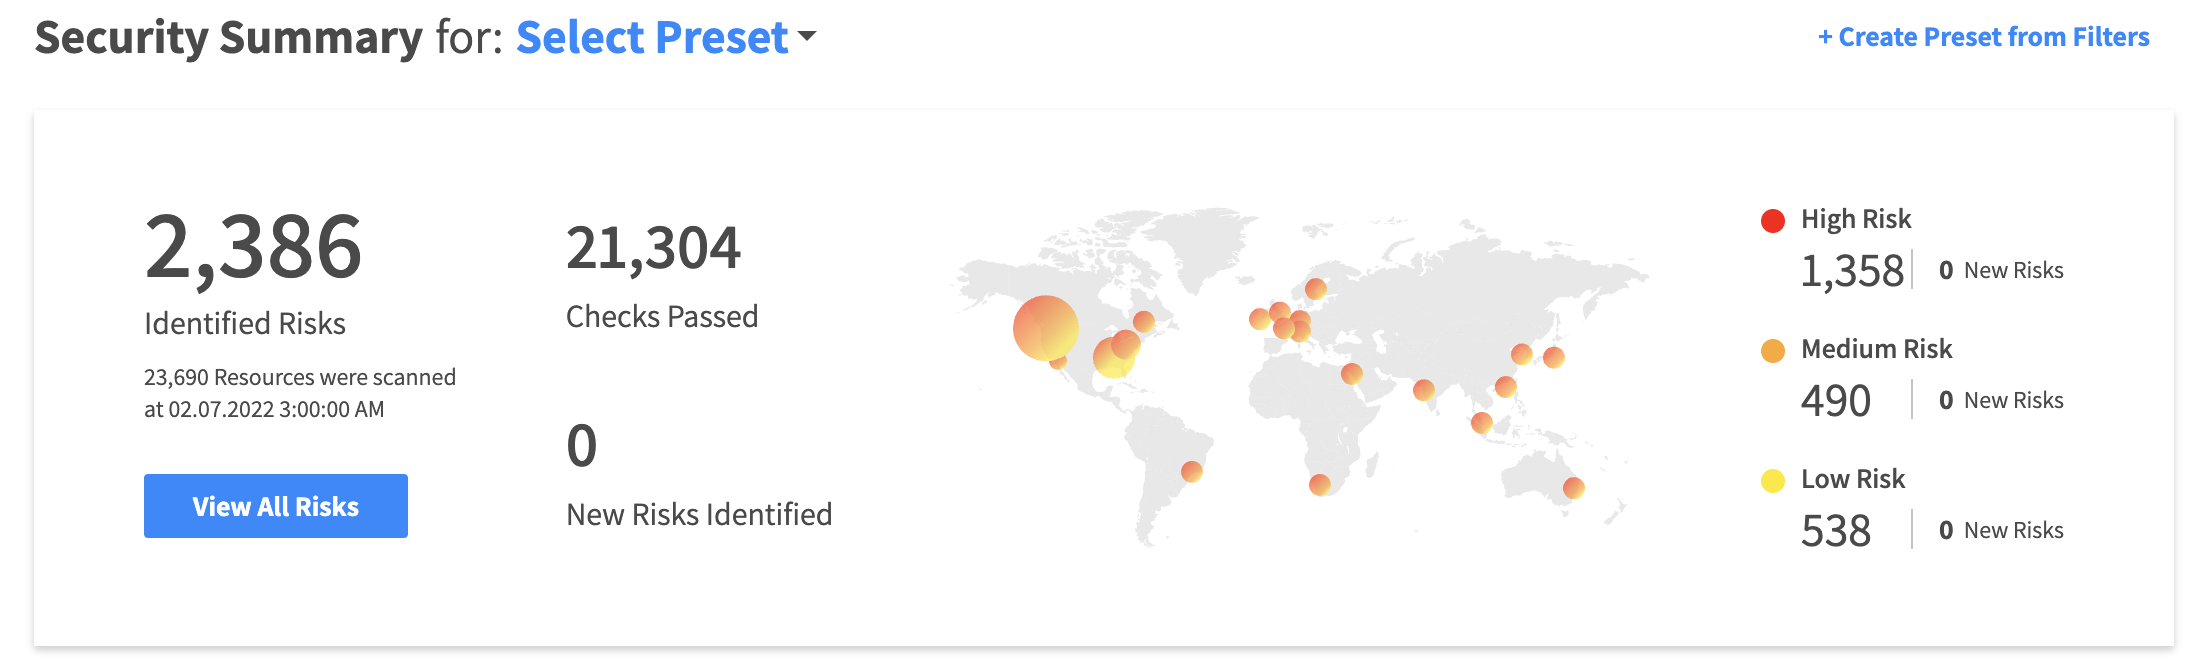 Security Summary for: Select Preset
+ Create Preset from Filters
2,386
Identified Risks
23,690 Resources were scanned
at 02.07.2022 3:00:00 AM
View All Risks
21,304
Checks Passed
0
New Risks Identified
High Risk
1,358 0 New Risks
Medium Risk
490 0 New Risks
Low Risk
538 0 New Risks